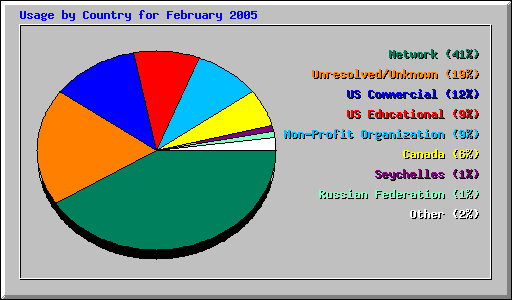 Usage by Country for February 2005
Network (41%)
Unresolved/Unknown (19%)
US Commercial (12%)
US Educational (9%)
Non-Profit Organization (9%)
Canada (6%)
Seychelles (1%)
Russian Federation (1%)
Other (2%)